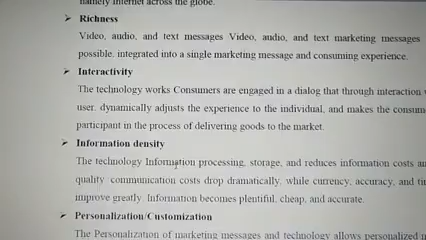 namely Internet across the globe.
➢ Richness
Video, audio, and text messages Video, audio, and text marketing messages
possible. integrated into a single marketing message and consuming experience.
➢ Interactivity
The technology works Consumers are engaged in a dialog that through interaction
user. dynamically adjusts the experience to the individual, and makes the consum
participant in the process of delivering goods to the market.
➢ Information density
The technology Information processing, storage, and reduces information costs an
quality. communication costs drop dramatically, while currency, accuracy, and ti
improve greatly. Information becomes plentiful, cheap, and accurate.
➢ Personalization/Customization
The Personalization of marketing messages and technology allows personalized